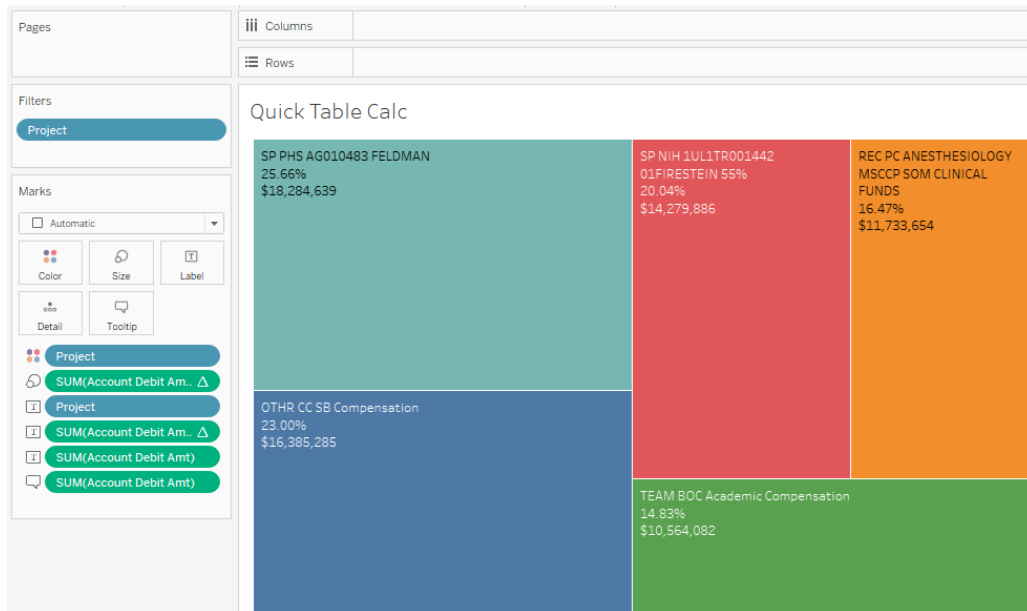 Pages
Columns
Rows
Filters
Project
Quick Table Calc
Marks
Automatic
Color
Size
Label
Detail
Tooltip
Project
SUM(Account Debit Am..
Project
SUM(Account Debit Am..
SUM(Account Debit Amt)
SUM(Account Debit Amt)
SP PHS AG010483 FELDMAN
25.66%
$18,284,639
SP NIH 1UL1TR001442
01FIRESTEIN 55%
20.04%
$14,279,886
REC PC ANESTHESIOLOGY
MSCCP SOM CLINICAL
FUNDS
16.47%
$11,733,654
OTHR CC SB Compensation
23.00%
$16,385,285
TEAM BOC Academic Compensation
14.83%
$10,564,082